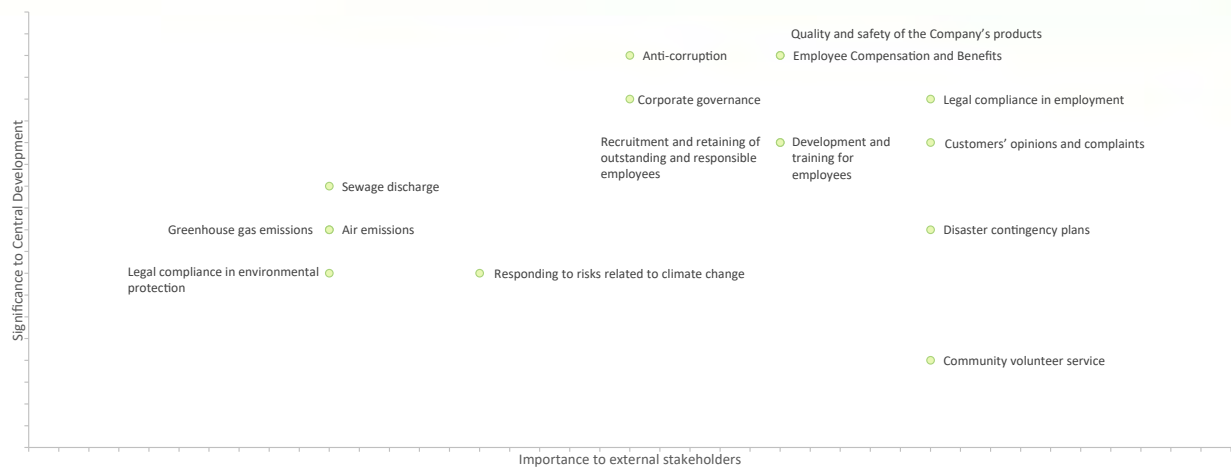 Quality and safety of the Company's products
Anti-corruption
Employee Compensation and Benefits
Corporate governance
Legal compliance in employment
Recruitment and retaining of
outstanding and responsible
employees
Development and
training for
employees
Customers' opinions and complaints
Sewage discharge
Greenhouse gas emissions
Air emissions
Disaster contingency plans
Legal compliance in environmental
protection
Responding to risks related to climate change
Community volunteer service
Significance to Central Development
Importance to external stakeholders